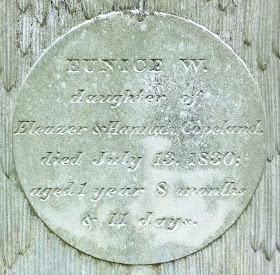 EUNICE W.
daughter of
Eleazer & Hannah Copeland,
died July 13, 1830;
aged 1 year 8 months
& 11 days.